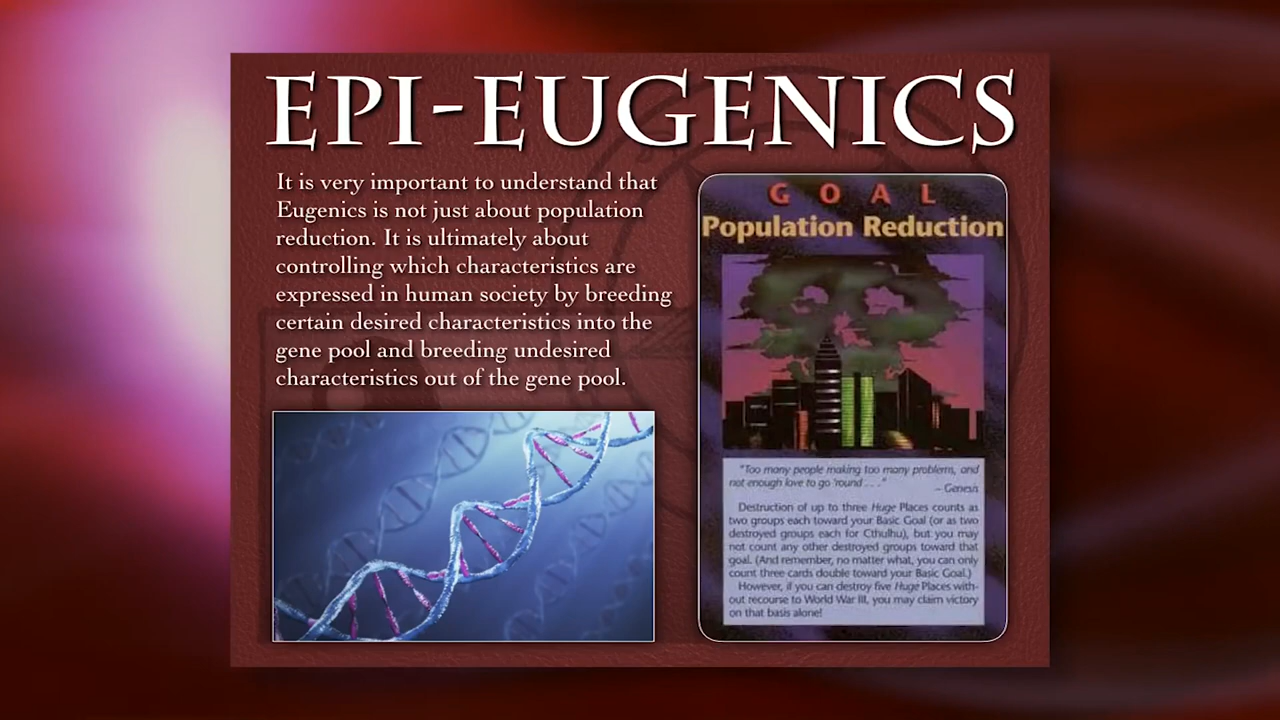 EPI-EUGENICS
It is very important to understand that
Eugenics is not just about population
reduction. It is ultimately about
controlling which characteristics are
expressed in human society by breeding
certain desired characteristics into the
gene pool and breeding undesired
characteristics out of the gene pool.
GOAL
Population Reduction
"Too many people making too many problems, and
not enough love to go 'round . . ."
– Genesis
Destruction of up to three Huge Places counts as
two groups each toward your Basic Goal (or as two
destroyed groups each for Cthulhu), but you may
not count any other destroyed groups toward that
goal. (And remember, no matter what, you can only
count three cards double toward your Basic Goal.)
However, if you can destroy five Huge Places with-
out recourse to World War III, you may claim victory
on that basis alone!